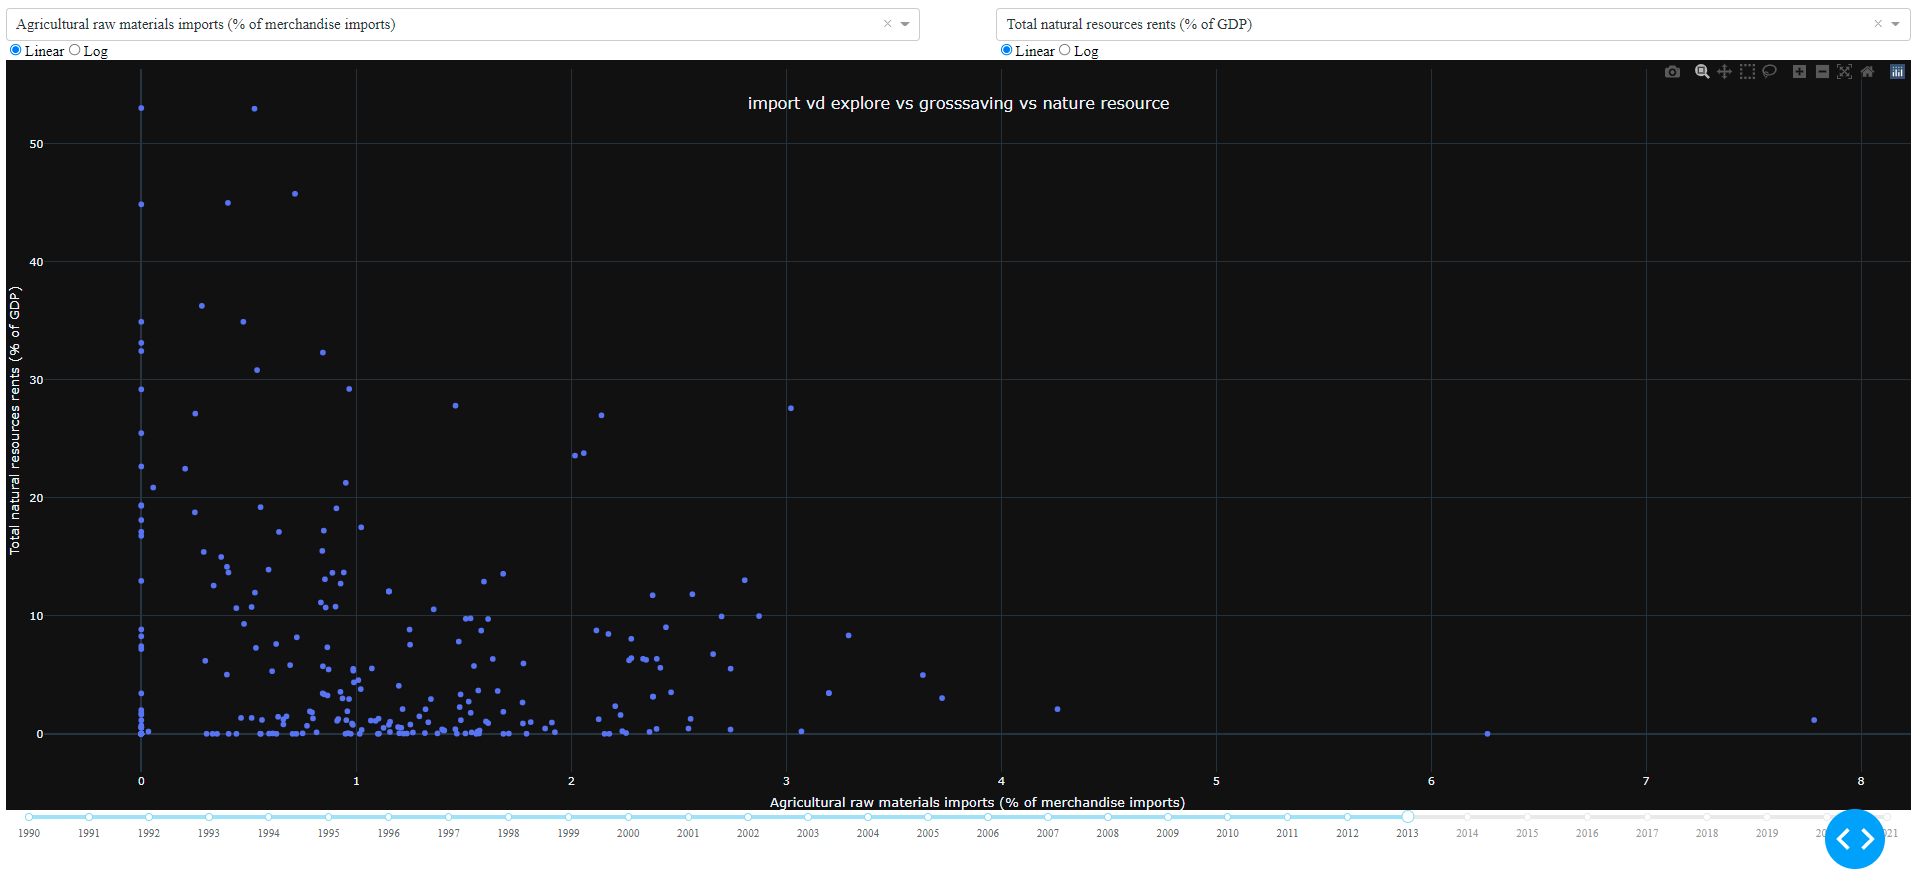 Agricultural raw materials imports (% of merchandise imports) × Total natural resources rents (% of GDP) ×
Linear Log Linear Log
import vd explore vs grosssaving vs nature resource
50
40
30
20
10
0
Total natural resources rents (% of GDP)
0 1 2 3 4 5 6 7 8
Agricultural raw materials imports (% of merchandise imports)
1990 1991 1992 1993 1994 1995 1996 1997 1998 1999 2000 2001 2002 2003 2004 2005 2006 2007 2008 2009 2010 2011 2012 2013 2014 2015 2016 2017 2018 2019